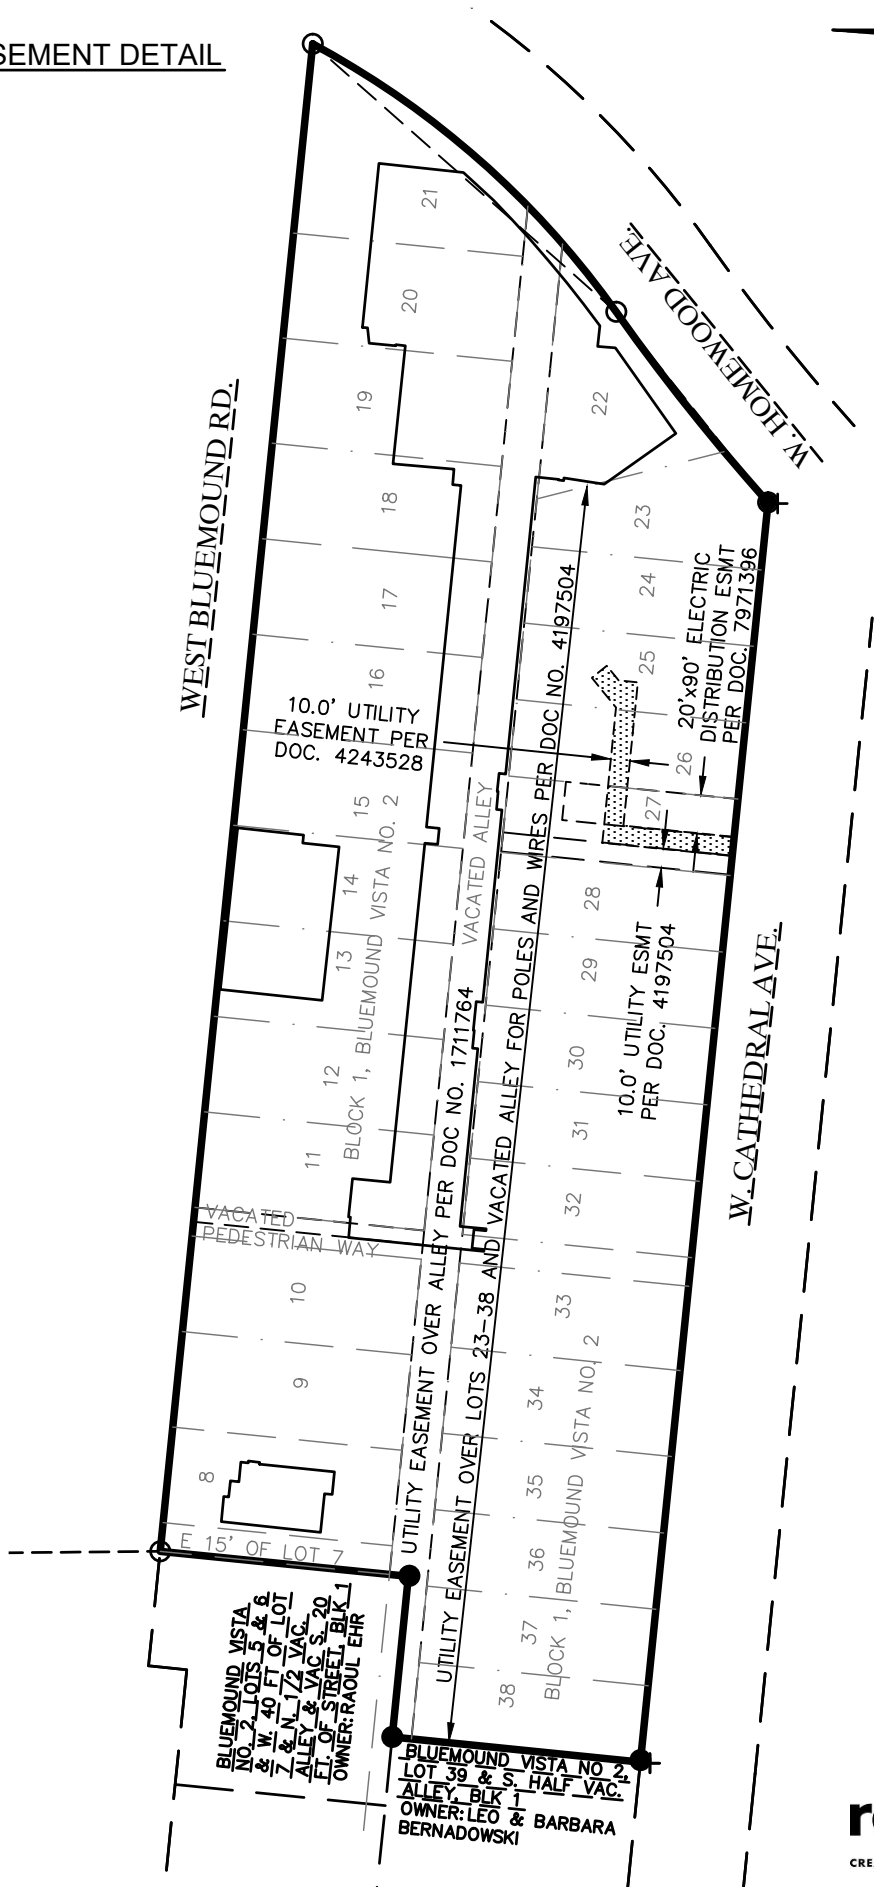 SEMENT DETAIL
W. HOMEWOOD AVE.
WEST BLUEMOUND RD.
W. CATHEDRAL AVE.
21
20
19
18
17
16
15
14
13
12
11
10
9
8
22
23
24
25
26
27
28
29
30
31
32
33
34
35
36
37
38
10.0' UTILITY
EASEMENT PER
DOC. 4243528
20'x90' ELECTRIC
DISTRIBUTION ESMT
PER DOC. 7971396
10.0' UTILITY ESMT
PER DOC. 4197504
VACATED ALLEY
BLOCK 1, BLUEMOUND VISTA NO. 2
UTILITY EASEMENT OVER ALLEY PER DOC NO. 1711764
UTILITY EASEMENT OVER LOTS 23-38 AND VACATED ALLEY FOR POLES AND WIRES PER DOC NO. 4197504
VACATED
PEDESTRIAN WAY
BLOCK 1, BLUEMOUND VISTA NO. 2
E 15' OF LOT 7
BLUEMOUND VISTA
NO. 2, LOTS 5 & 6
& W. 40 FT OF LOT
7 & N. 1/2 VAC.
ALLEY & VAC S. 20
FT. OF STREET, BLK 1
OWNER: RAOUL EHR
BLUEMOUND VISTA NO 2,
LOT 39 & S. HALF VAC.
ALLEY, BLK 1
OWNER: LEO & BARBARA
BERNADOWSKI
CRE